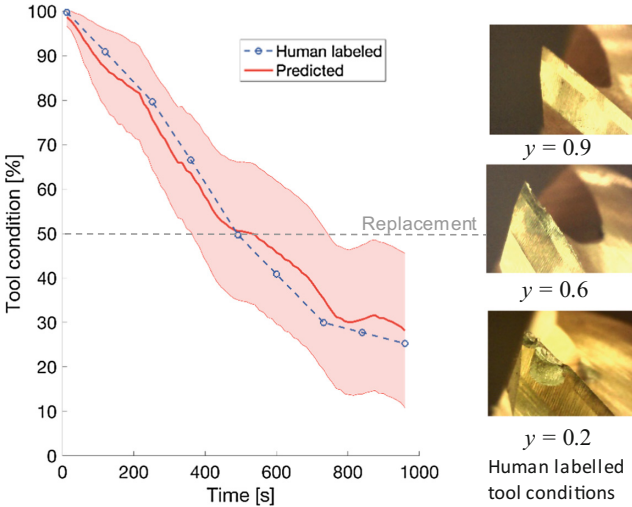 100
90
80
70
60
50
40
30
20
10
0
Tool condition [%]
0
200
400
600
800
1000
Time [s]
Human labeled
Predicted
Replacement
y = 0.9
y = 0.6
y = 0.2
Human labelled
tool conditions